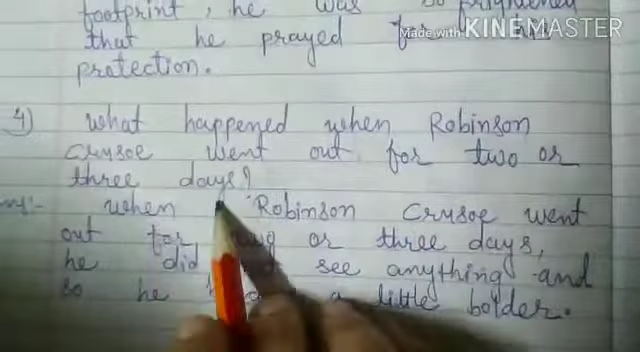 footprint, he was so frightened
that he prayed for
protection.
Made with KINEMASTER
4) What happened when Robinson
Crusoe went out for two or
three days?
Ans:- When Robinson Crusoe went
out for or three days,
he did see anything and
so he a little bolder.